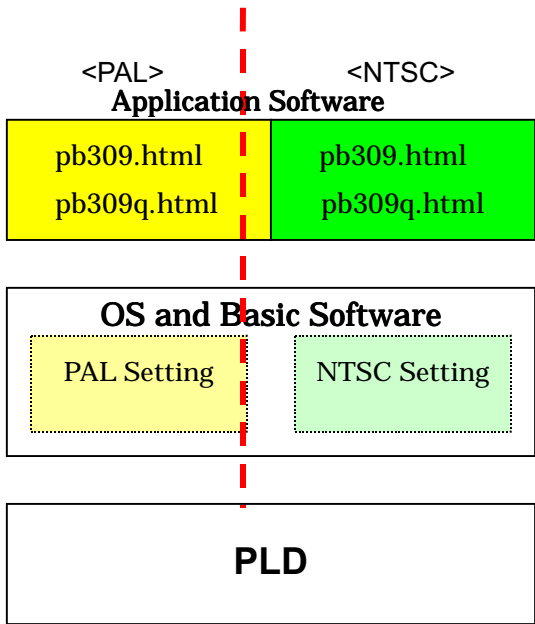 <PAL> <NTSC>
Application Software
pb309.html pb309.html
pb309q.html pb309q.html
OS and Basic Software
PAL Setting NTSC Setting
PLD